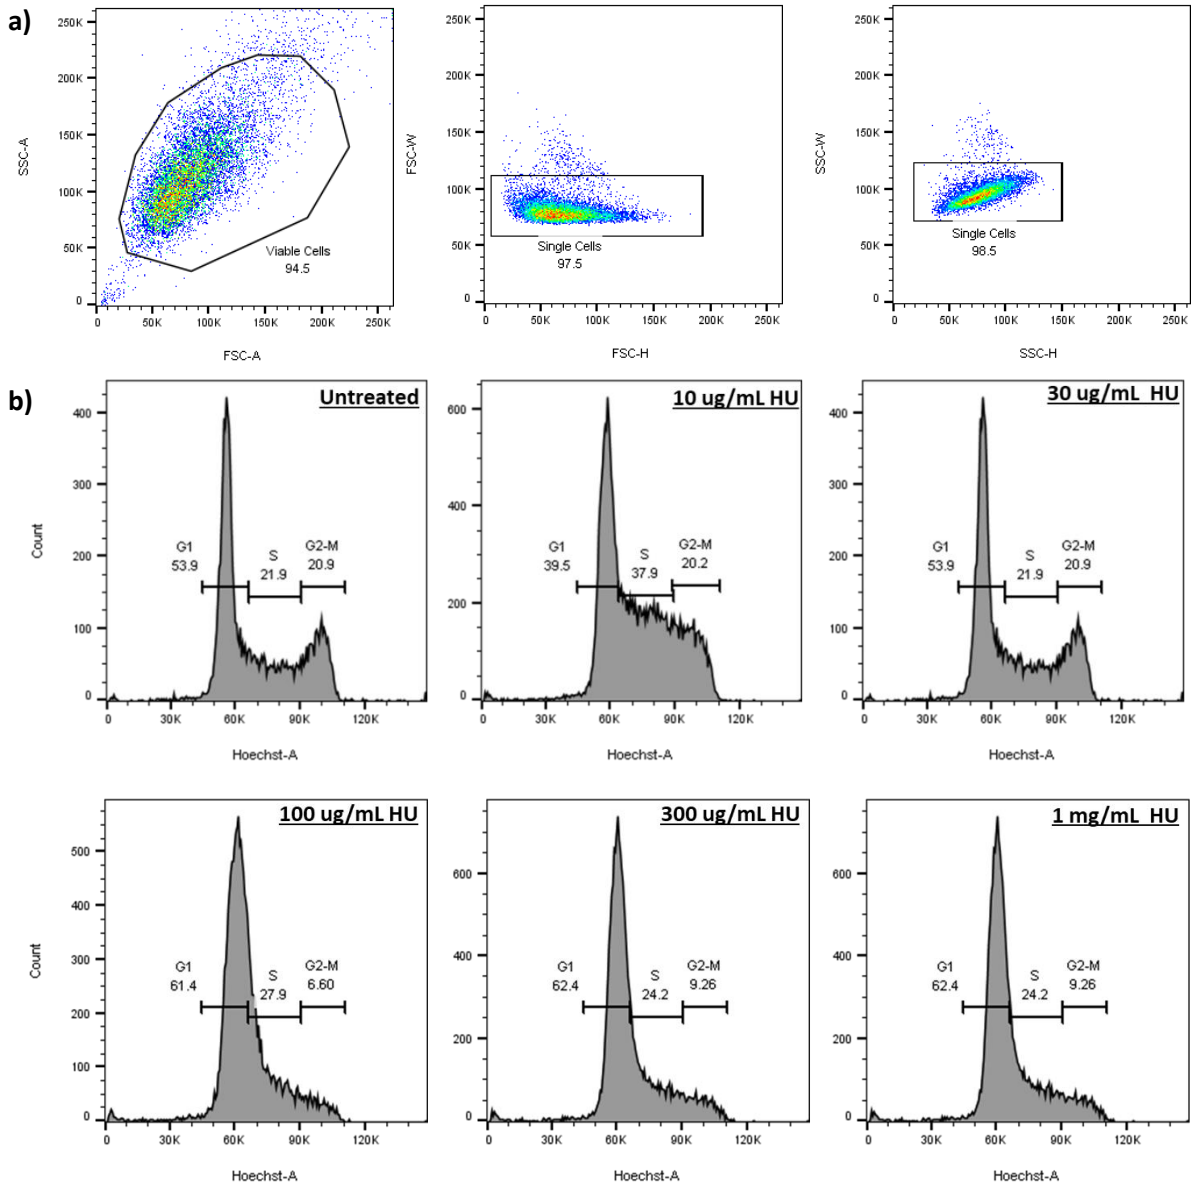 a)
250K
200K
150K
100K
50K
0
SSC-A
Viable Cells
94.5
0 50K 100K 150K 200K 250K
FSC-A
250K
200K
150K
100K
50K
0
FSC-W
Single Cells
97.5
0 50K 100K 150K 200K 250K
FSC-H
250K
200K
150K
100K
50K
0
SSC-W
Single Cells
98.5
0 50K 100K 150K 200K 250K
SSC-H
b)
Untreated
400
300
200
100
0
Count
G1
53.9
S
21.9
G2-M
20.9
0 30K 60K 90K 120K
Hoechst-A
10 ug/mL HU
600
400
200
0
G1
39.5
S
37.9
G2-M
20.2
0 30K 60K 90K 120K
Hoechst-A
30 ug/mL HU
400
300
200
100
0
G1
53.9
S
21.9
G2-M
20.9
0 30K 60K 90K 120K
Hoechst-A
100 ug/mL HU
500
400
300
200
100
0
Count
G1
61.4
S
27.9
G2-M
6.60
0 30K 60K 90K 120K
Hoechst-A
300 ug/mL HU
600
400
200
0
G1
62.4
S
24.2
G2-M
9.26
0 30K 60K 90K 120K
Hoechst-A
1 mg/mL HU
600
400
200
0
G1
62.4
S
24.2
G2-M
9.26
0 30K 60K 90K 120K
Hoechst-A